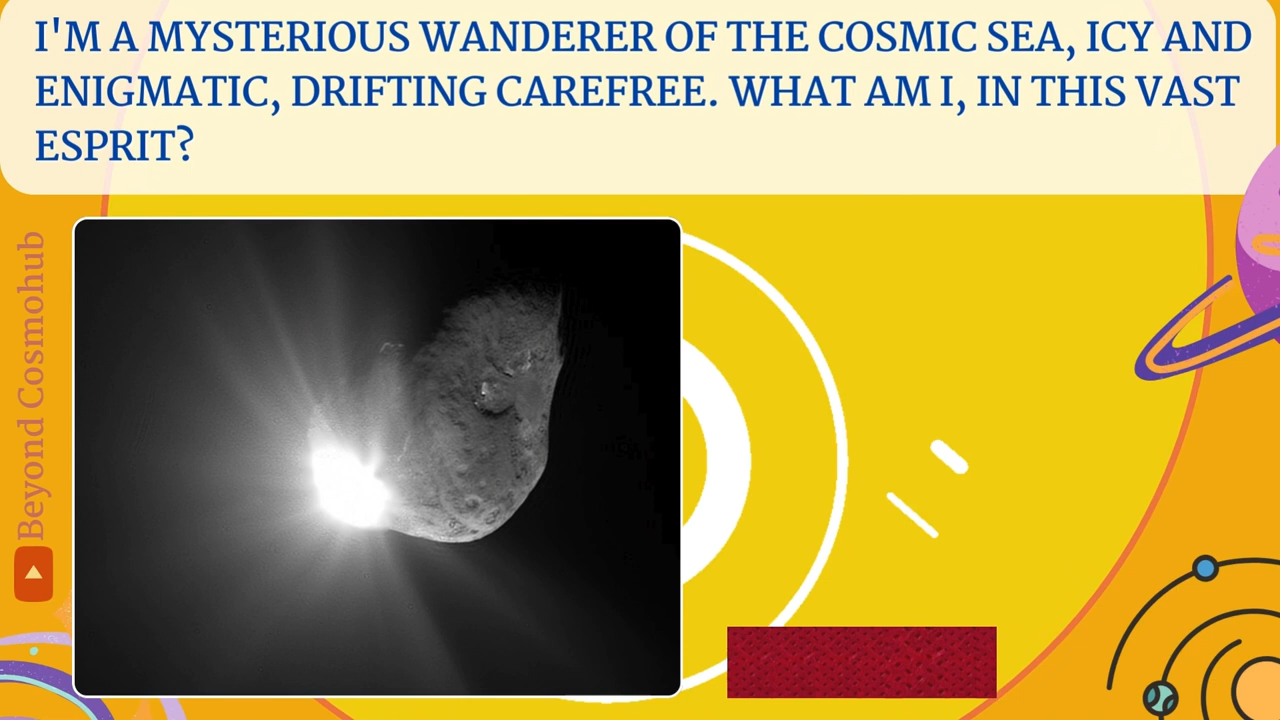 I'M A MYSTERIOUS WANDERER OF THE COSMIC SEA, ICY AND
ENIGMATIC, DRIFTING CAREFREE. WHAT AM I, IN THIS VAST
ESPRIT?
Beyond Cosmohub